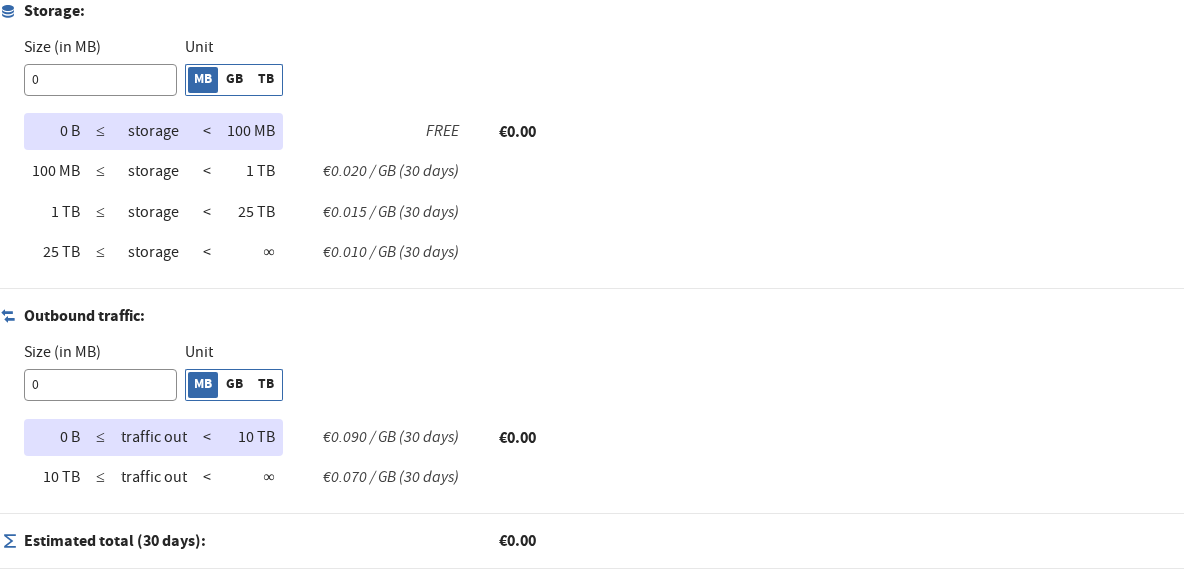 Storage:
Size (in MB) Unit
0 MB GB TB
0 B ≤ storage < 100 MB FREE €0.00
100 MB ≤ storage < 1 TB €0.020 / GB (30 days)
1 TB ≤ storage < 25 TB €0.015 / GB (30 days)
25 TB ≤ storage < ∞ €0.010 / GB (30 days)
Outbound traffic:
Size (in MB) Unit
0 MB GB TB
0 B ≤ traffic out < 10 TB €0.090 / GB (30 days) €0.00
10 TB ≤ traffic out < ∞ €0.070 / GB (30 days)
Estimated total (30 days): €0.00